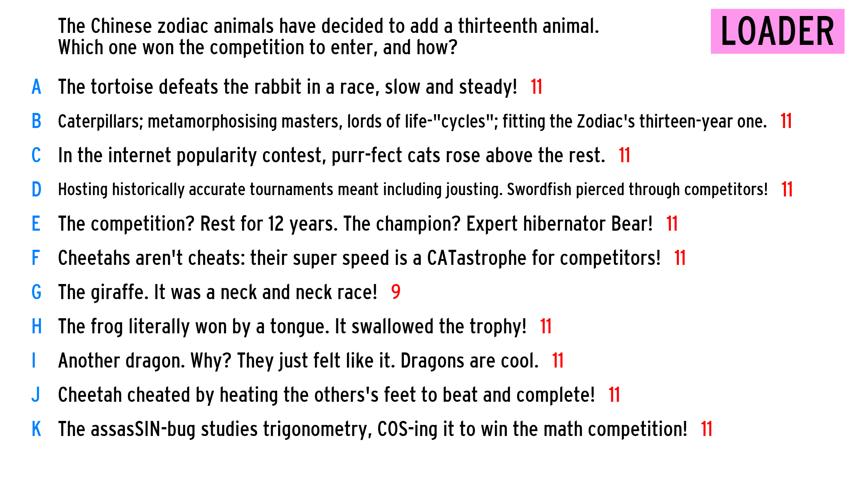 The Chinese zodiac animals have decided to add a thirteenth animal.
Which one won the competition to enter, and how?
LOADER
A The tortoise defeats the rabbit in a race, slow and steady! 11
B Caterpillars; metamorphosising masters, lords of life-"cycles"; fitting the Zodiac's thirteen-year one. 11
C In the internet popularity contest, purr-fect cats rose above the rest. 11
D Hosting historically accurate tournaments meant including jousting. Swordfish pierced through competitors! 11
E The competition? Rest for 12 years. The champion? Expert hibernator Bear! 11
F Cheetahs aren't cheats: their super speed is a CATastrophe for competitors! 11
G The giraffe. It was a neck and neck race! 9
H The frog literally won by a tongue. It swallowed the trophy! 11
I Another dragon. Why? They just felt like it. Dragons are cool. 11
J Cheetah cheated by heating the others's feet to beat and complete! 11
K The assasSIN-bug studies trigonometry, COS-ing it to win the math competition! 11